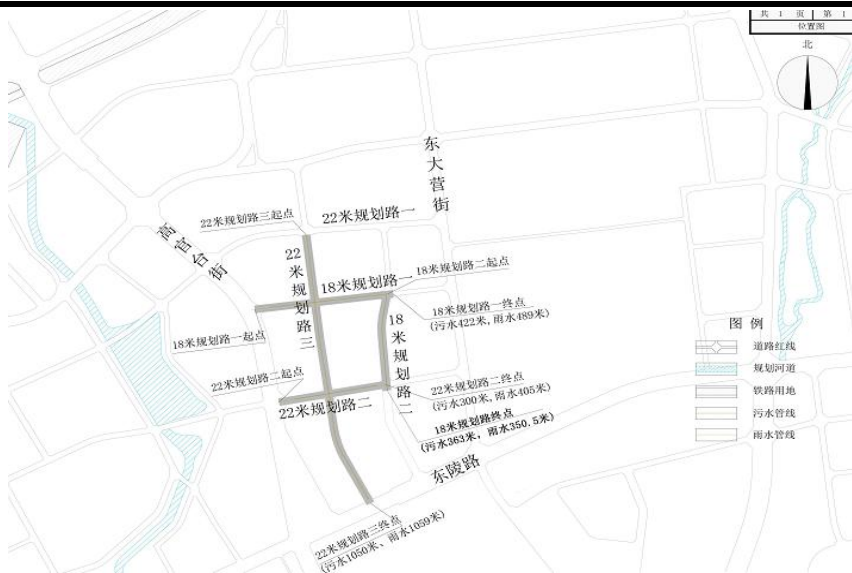 共 1 页 第 1
位置图
北
东大营街
22米规划路三起点
22米规划路一
高官台街
22米规划路三
18米规划路一
18米规划路二起点
18米规划路一终点
(污水422米, 雨水489米)
18米规划路一起点
18米规划路二
22米规划路二起点
22米规划路二终点
(污水300米, 雨水405米)
22米规划路二
18米规划路终点
(污水363米，雨水350.5米)
东陵路
22米规划路三终点
(污水1050米、雨水1059米)
图 例
道路红线
规划河道
铁路用地
污水管线
雨水管线